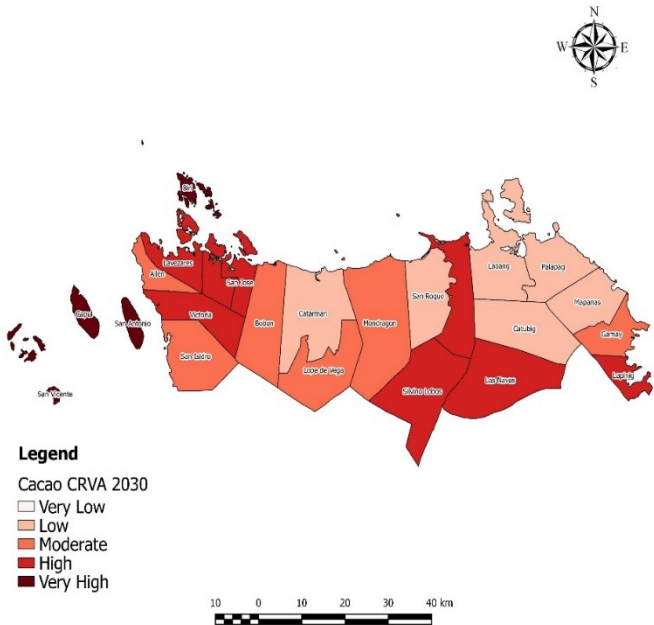 N
W E
S
Biri
Lavezares
Allen
San Jose
Laoang
Palapag
Capul
San Antonio
Victoria
Bobon
Catarman
Mondragon
San Roque
Mapanas
Catubig
Gamay
San Isidro
Lope de Vega
Silvino Lobos
Las Navas
Lapinig
San Vicente
Legend
Cacao CRVA 2030
Very Low
Low
Moderate
High
Very High
10 0 10 20 30 40 km